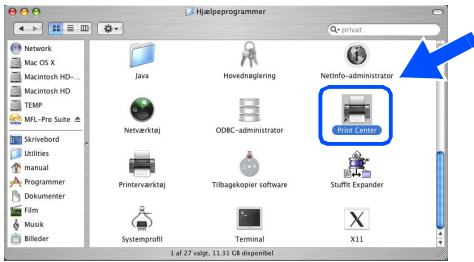 Hjælpeprogrammer
privat
Network
Mac OS X
Macintosh HD-...
Macintosh HD
TEMP
MFL-Pro Suite
Skrivebord
Utilities
manual
Programmer
Dokumenter
Film
Musik
Billeder
Java
Hovednøglering
NetInfo-administrator
Netværktøj
ODBC-administrator
Print Center
Printerværktøj
Tilbagekopier software
StuffIt Expander
Systemprofil
Terminal
X11
1 af 27 valgt, 11.31 GB disponibel